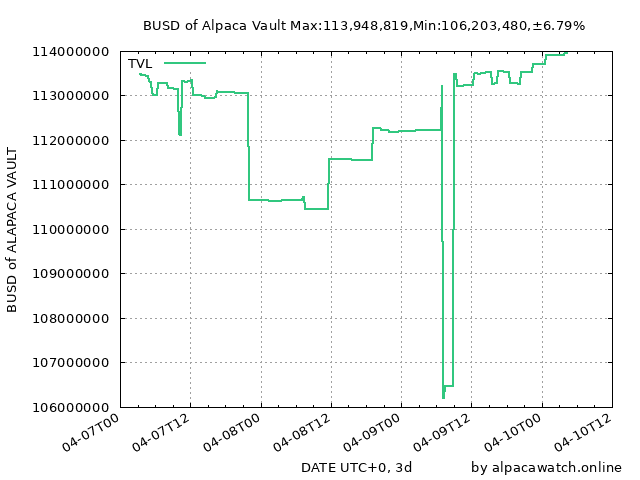 BUSD of Alpaca Vault Max:113,948,819,Min:106,203,480,±6.79%
TVL
114000000
113000000
112000000
111000000
110000000
109000000
108000000
107000000
106000000
BUSD of ALAPACA VAULT
04-07T00
04-07T12
04-08T00
04-08T12
04-09T00
04-09T12
04-10T00
04-10T12
DATE UTC+0, 3d
by alpacawatch.online